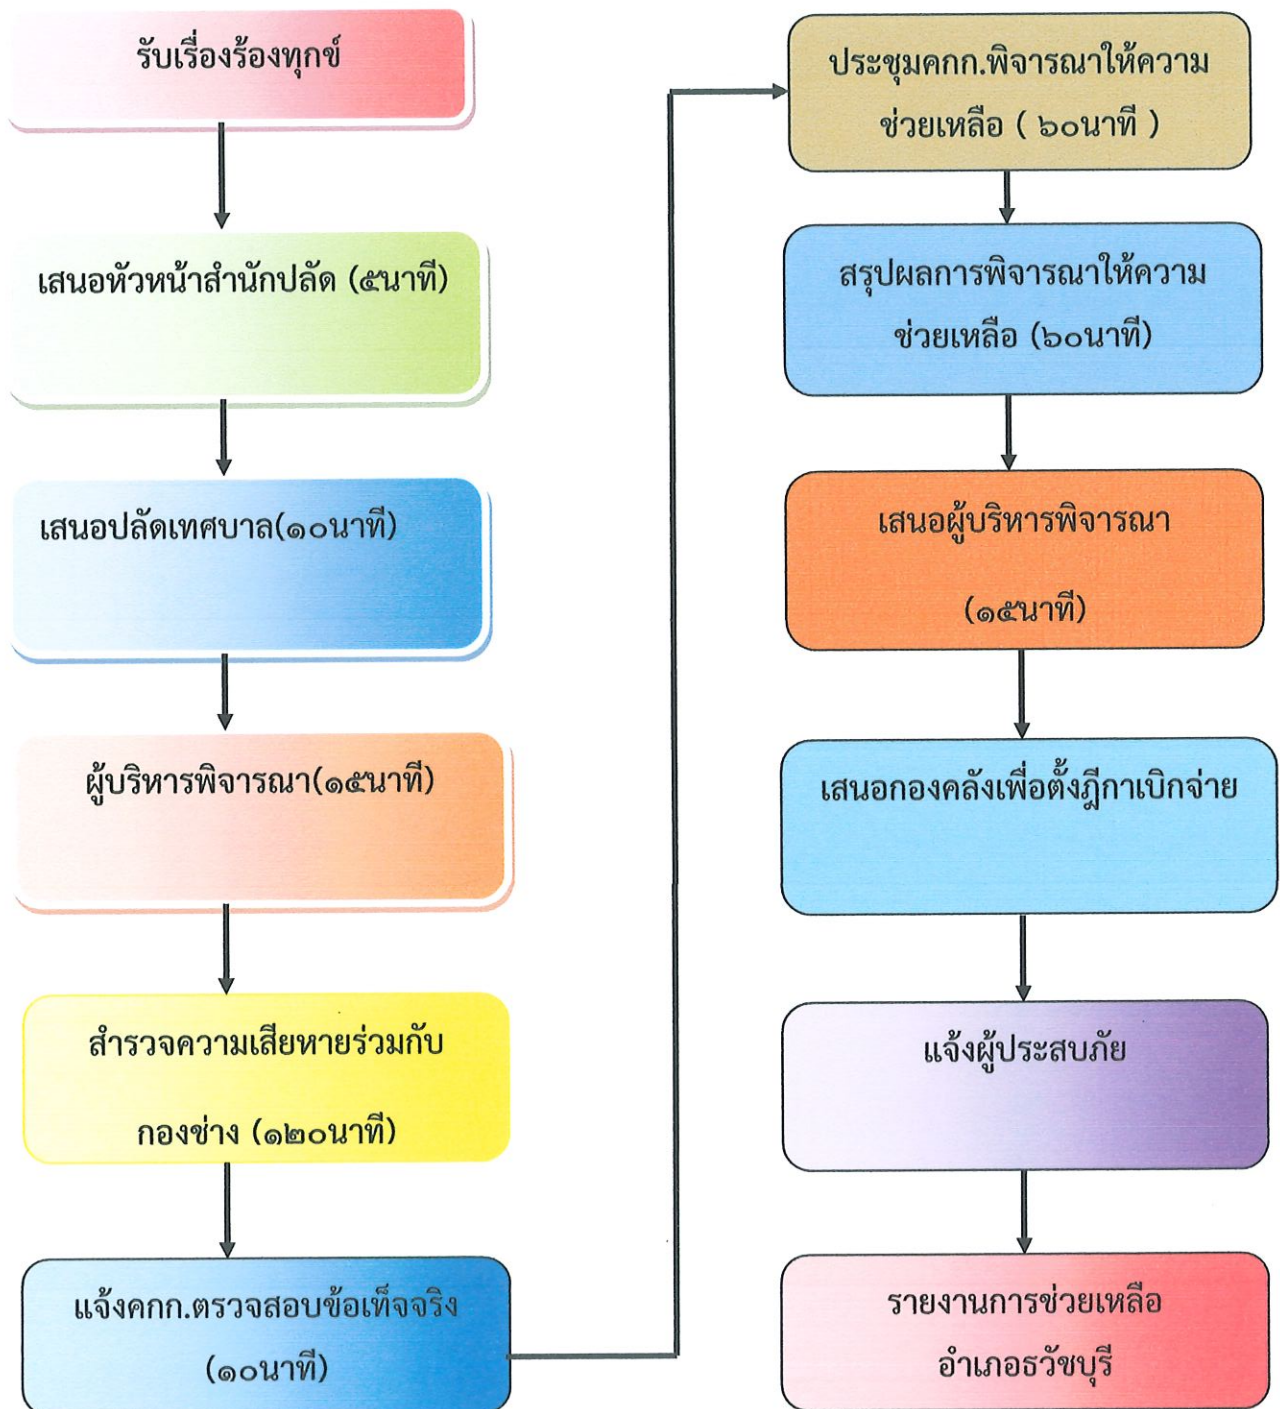 รับเรื่องร้องทุกข์
เสนอหัวหน้าสำนักปลัด (๕นาที)
เสนอปลัดเทศบาล(๑๐นาที)
ผู้บริหารพิจารณา(๑๕นาที)
สำรวจความเสียหายร่วมกับ
กองช่าง (๑๒๐นาที)
แจ้งคกก.ตรวจสอบข้อเท็จจริง
(๑๐นาที)
ประชุมคกก.พิจารณาให้ความ
ช่วยเหลือ ( ๖๐นาที )
สรุปผลการพิจารณาให้ความ
ช่วยเหลือ (๖๐นาที)
เสนอผู้บริหารพิจารณา
(๑๕นาที)
เสนอกองคลังเพื่อตั้งฎีกาเบิกจ่าย
แจ้งผู้ประสบภัย
รายงานการช่วยเหลือ
อำเภอธวัชบุรี